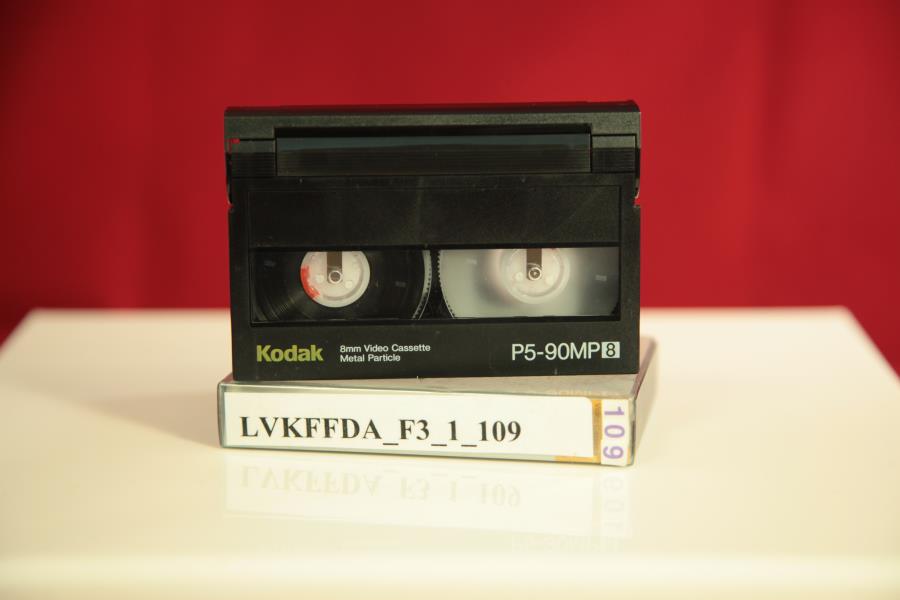 Kodak
8mm Video Cassette
Metal Particle
P5-90MP8
LVKFFDA_F3_1_109
109